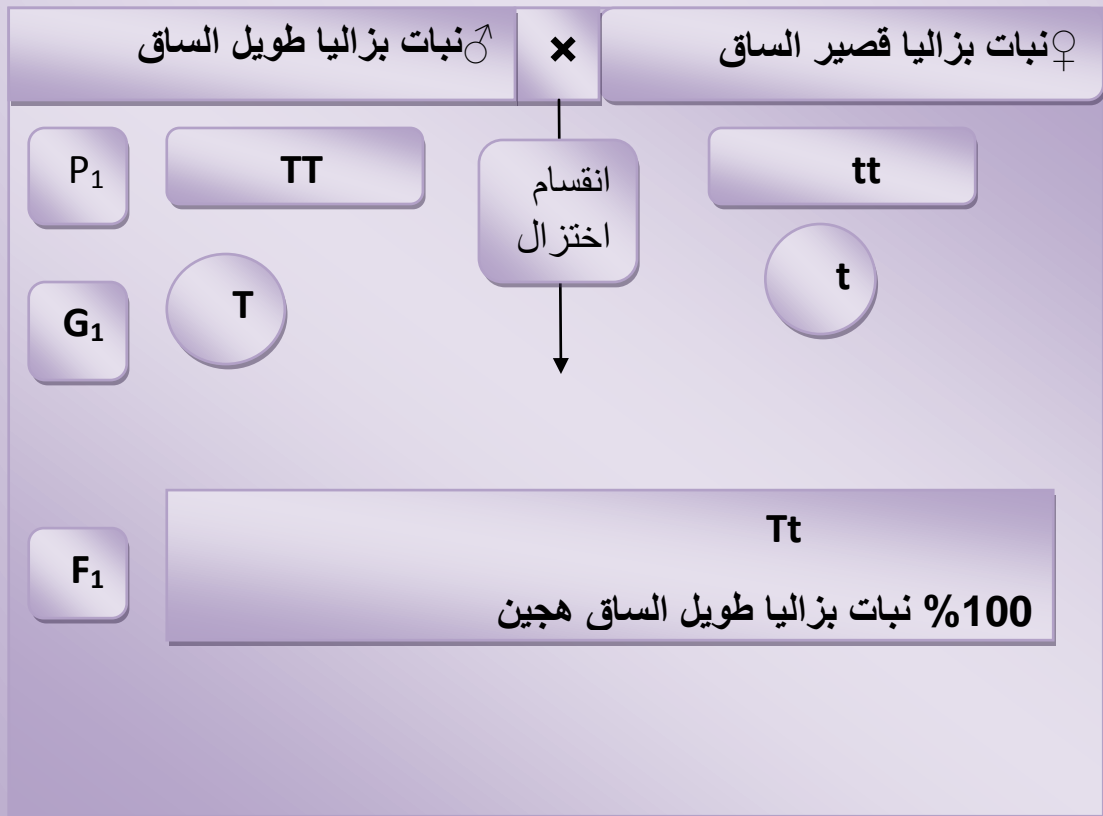 ♀نبات بزاليا قصير الساق
×
♂نبات بزاليا طويل الساق
P₁
TT
انقسام
اختزال
tt
G₁
T
t
F₁
Tt
100% نبات بزاليا طويل الساق هجين